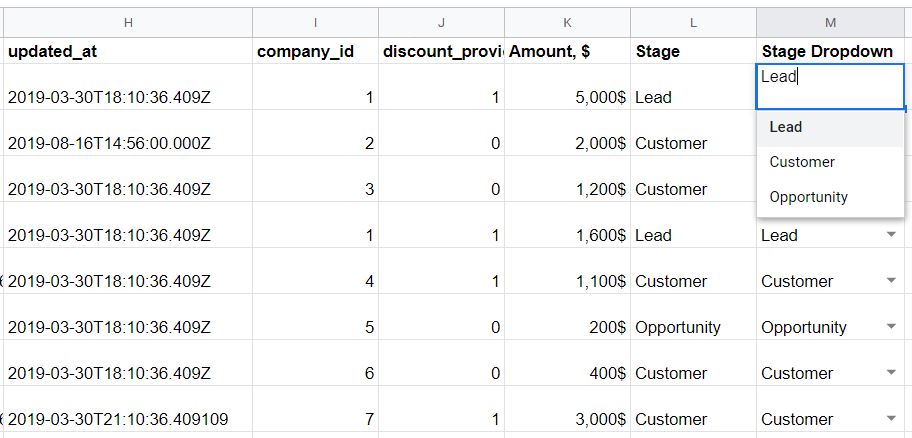 H I J K L M
updated_at company_id discount_provi Amount, $ Stage Stage Dropdown
Lead
2019-03-30T18:10:36.409Z 1 1 5,000$ Lead
Lead
2019-08-16T14:56:00.000Z 2 0 2,000$ Customer
Customer
2019-03-30T18:10:36.409Z 3 0 1,200$ Customer
Opportunity
2019-03-30T18:10:36.409Z 1 1 1,600$ Lead Lead
2019-03-30T18:10:36.409Z 4 1 1,100$ Customer Customer
2019-03-30T18:10:36.409Z 5 0 200$ Opportunity Opportunity
2019-03-30T18:10:36.409Z 6 0 400$ Customer Customer
2019-03-30T21:10:36.409109 7 1 3,000$ Customer Customer